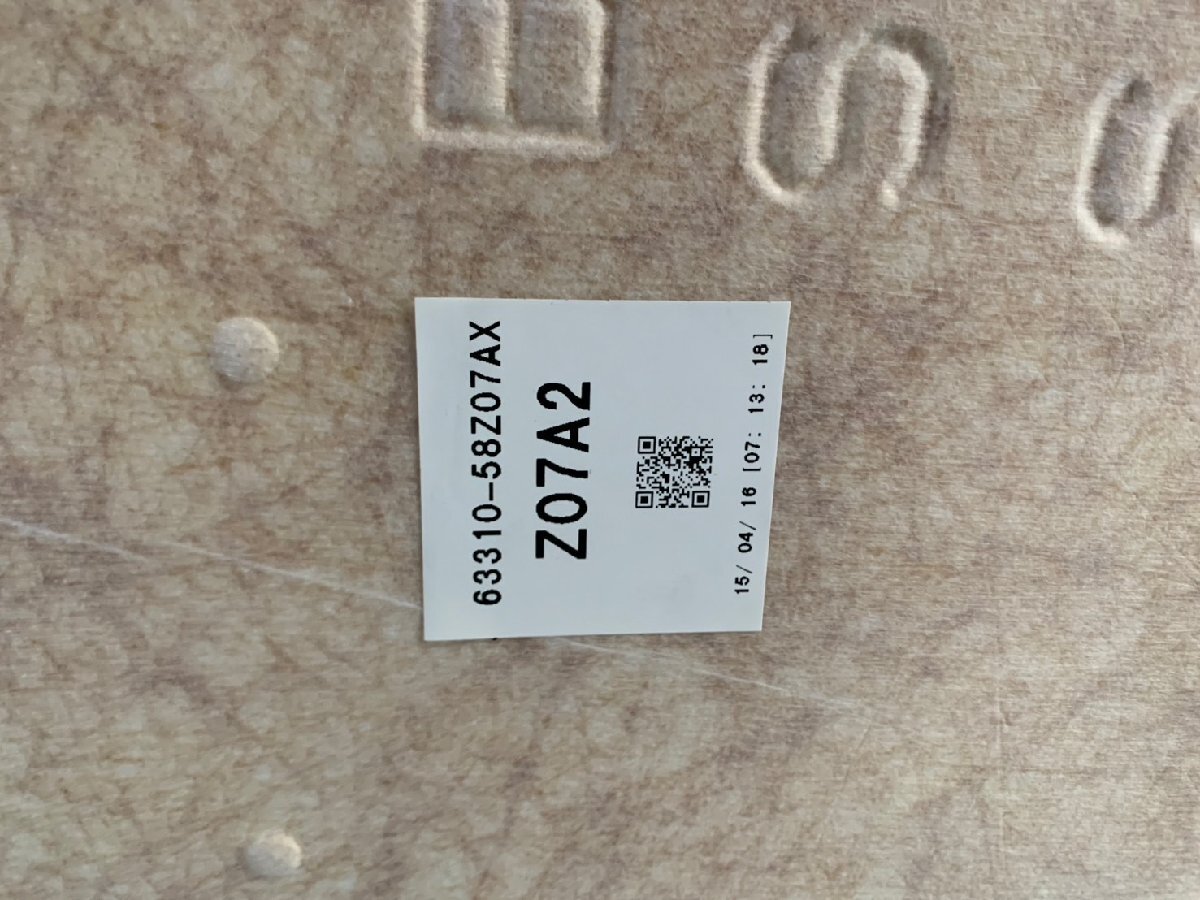 B S S
63310-58Z07AX
Z07A2
15/ 04/ 16 [07: 13: 18]